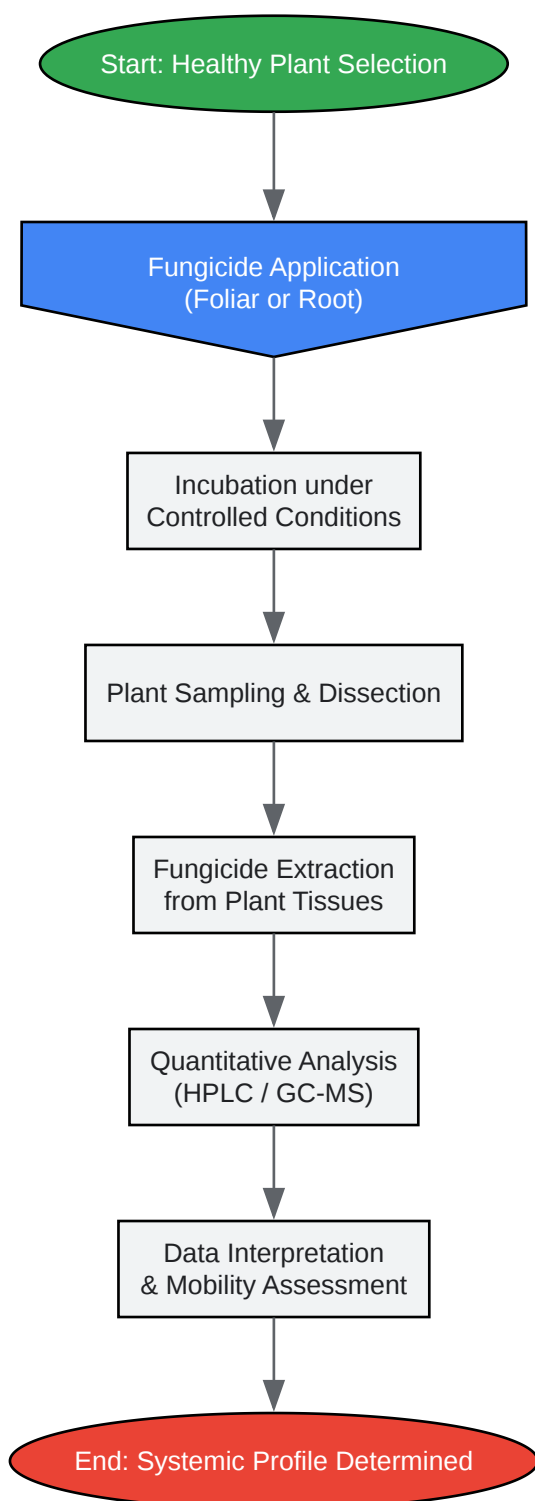 Start: Healthy Plant Selection
Fungicide Application
(Foliar or Root)
Incubation under
Controlled Conditions
Plant Sampling & Dissection
Fungicide Extraction
from Plant Tissues
Quantitative Analysis
(HPLC / GC-MS)
Data Interpretation
& Mobility Assessment
End: Systemic Profile Determined